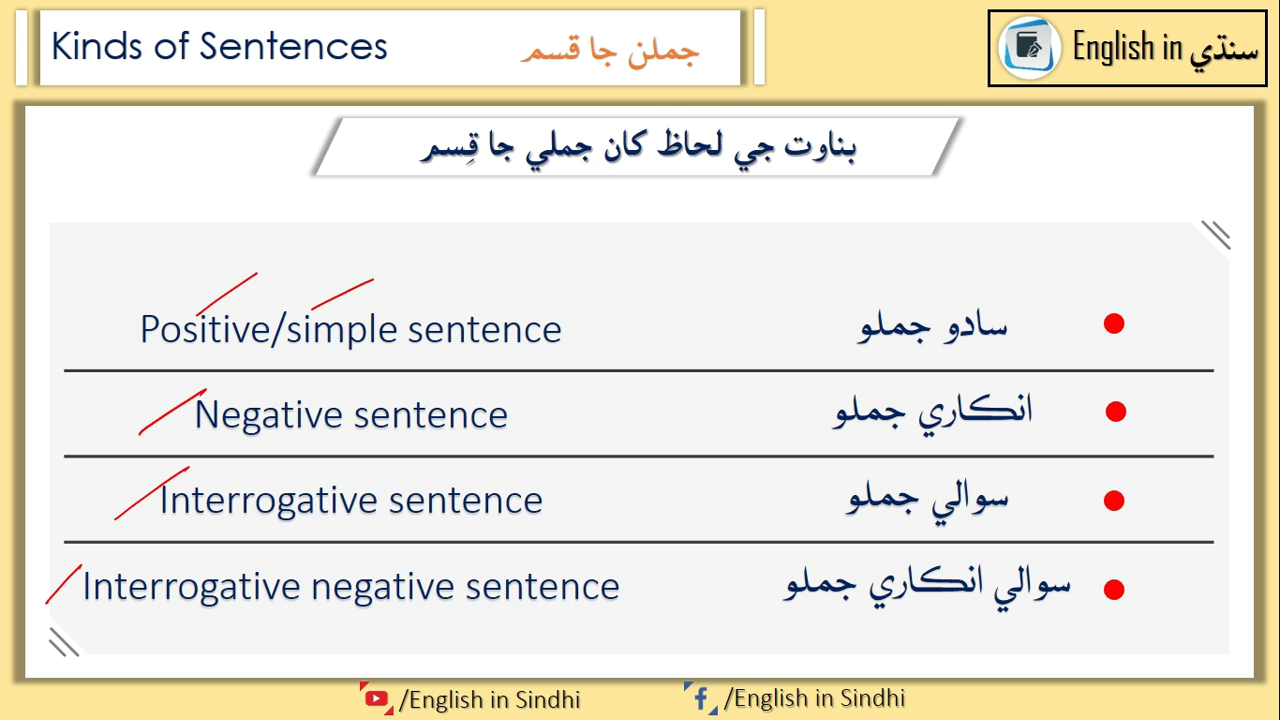 Kinds of Sentences جملن جا قسم
English in سنڌي
بناوت جي لحاظ کان جملي جا قِسم
Positive/simple sentence سادو جملو
Negative sentence انڪاري جملو
Interrogative sentence سوالي جملو
Interrogative negative sentence سوالي انڪاري جملو
/English in Sindhi /English in Sindhi